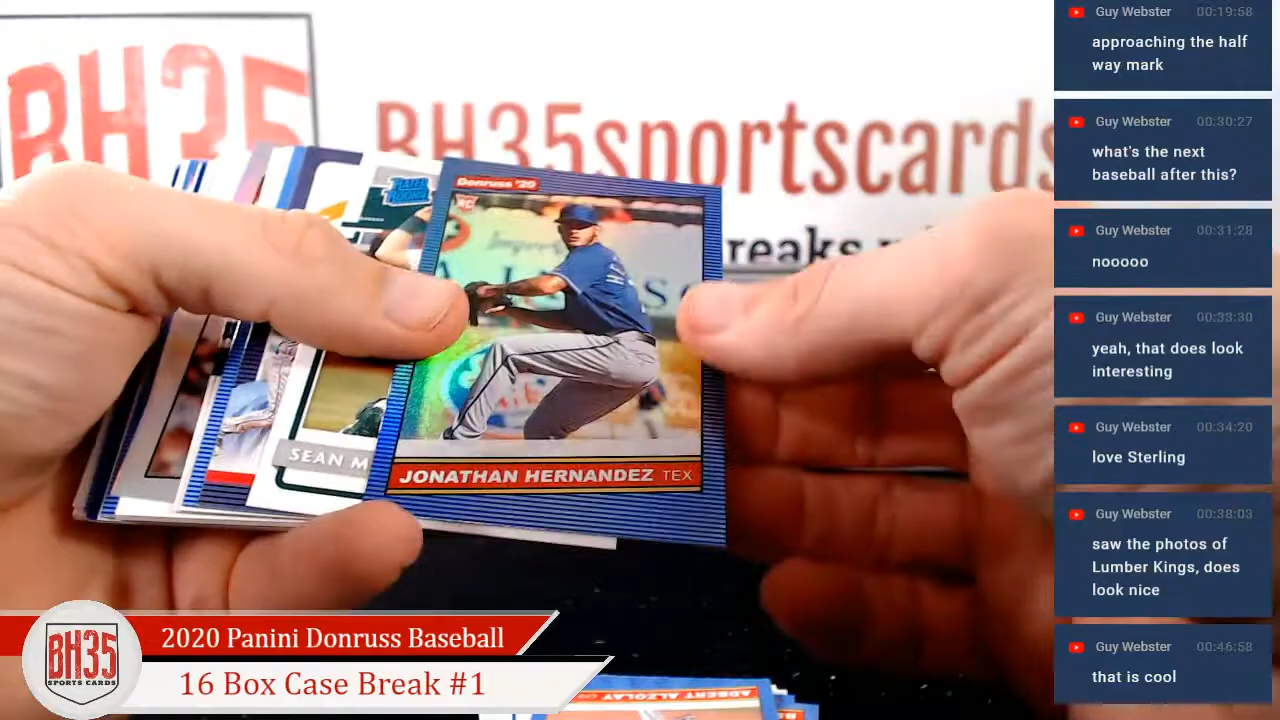 BH35
BH35sportscards
reaks
RATED ROOKIE
Donruss '20
RC
SEAN M
JONATHAN HERNANDEZ TEX
ADBERT ALZOLAY
BH35
SPORTS CARDS
2020 Panini Donruss Baseball
16 Box Case Break #1
Guy Webster 00:19:58
approaching the half
way mark
Guy Webster 00:30:27
what's the next
baseball after this?
Guy Webster 00:31:28
nooooo
Guy Webster 00:33:30
yeah, that does look
interesting
Guy Webster 00:34:20
love Sterling
Guy Webster 00:38:03
saw the photos of
Lumber Kings, does
look nice
Guy Webster 00:46:58
that is cool